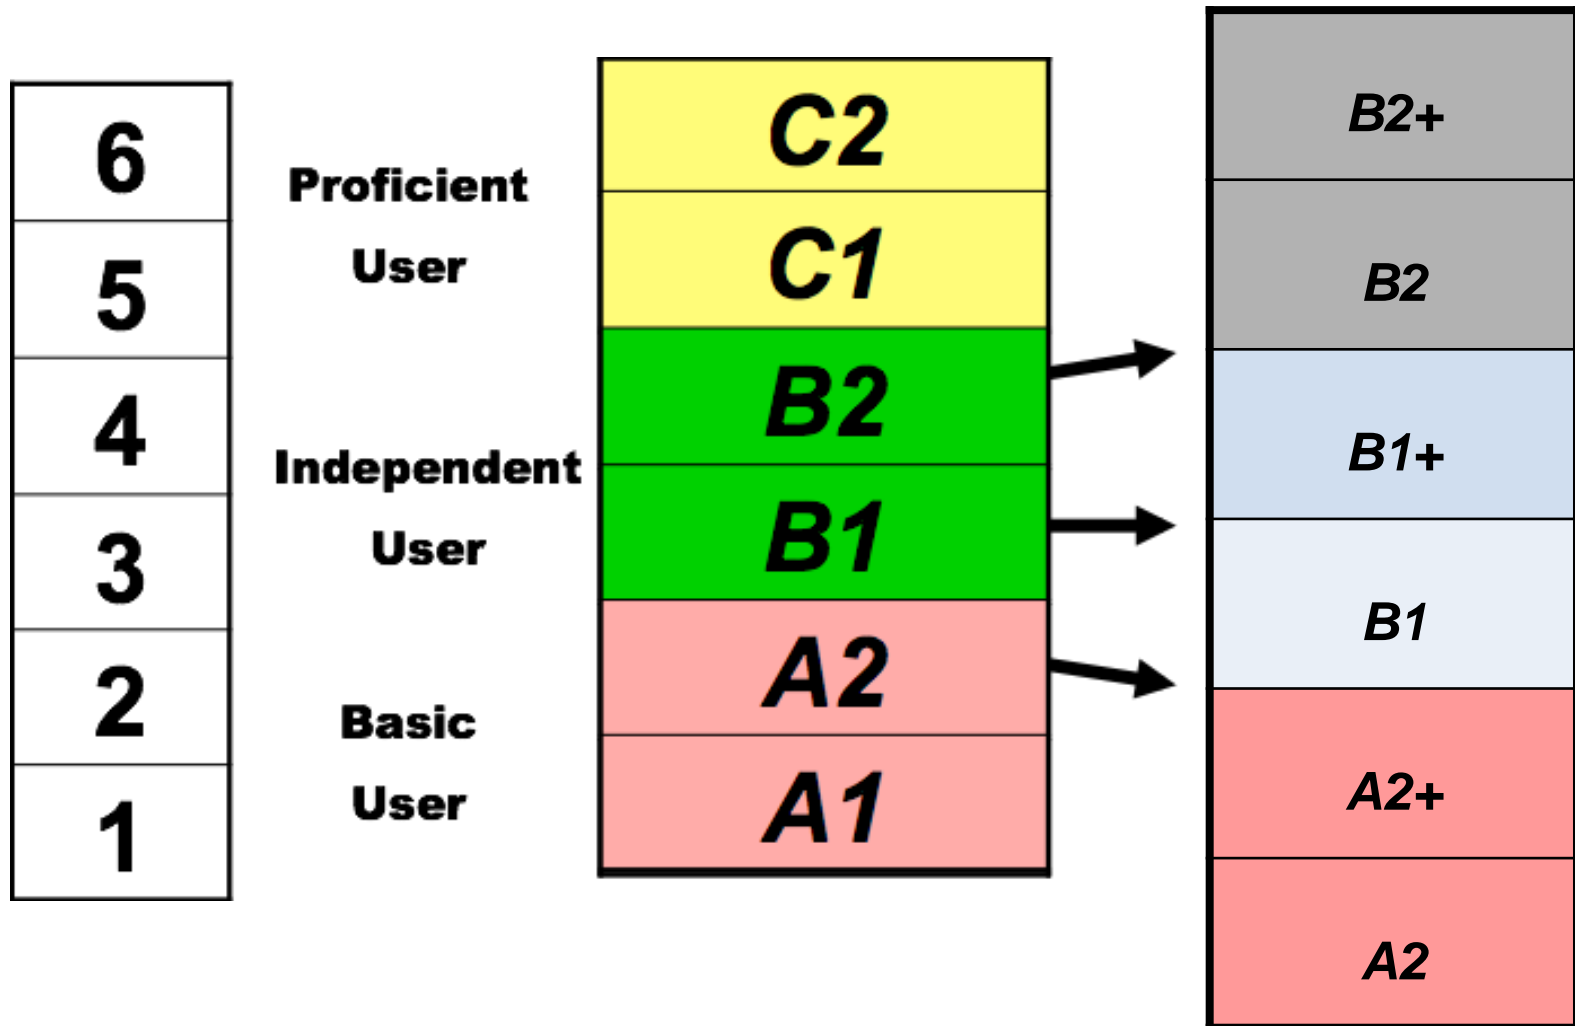 6
5
4
3
2
1
Proficient
User
Independent
User
Basic
User
C2
C1
B2
B1
A2
A1
B2+
B2
B1+
B1
A2+
A2